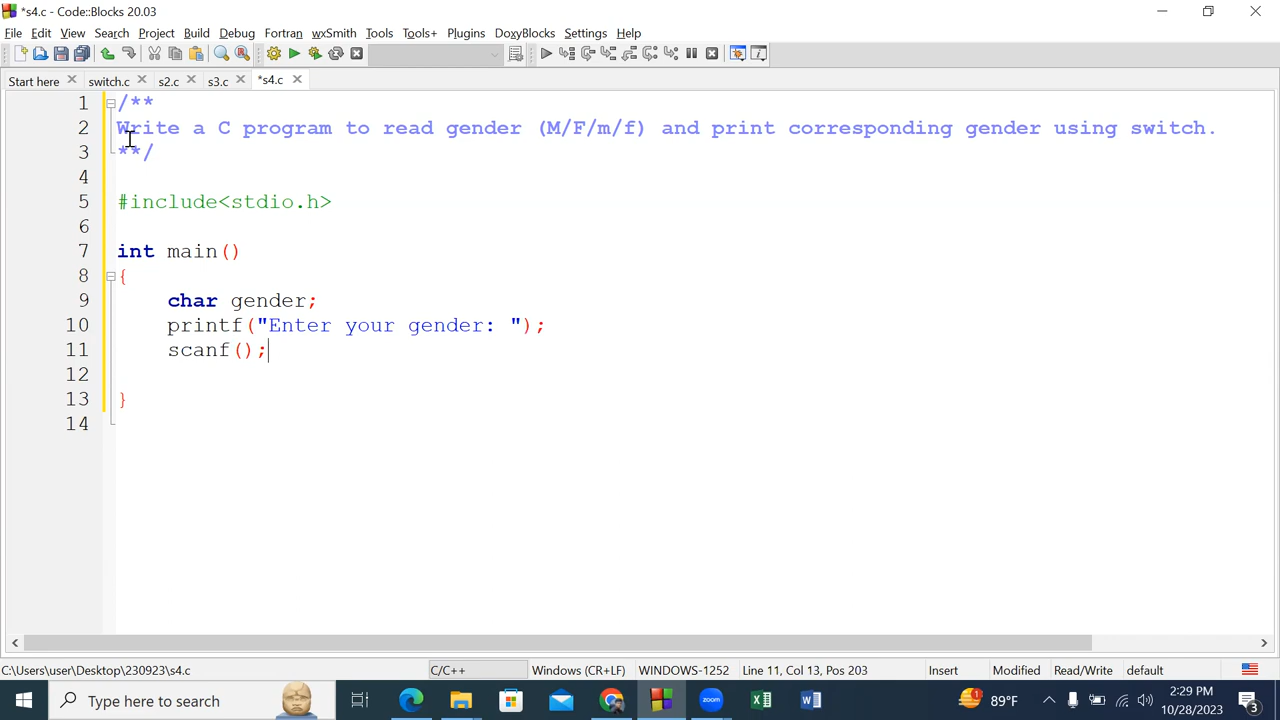 *s4.c - Code::Blocks 20.03
File Edit View Search Project Build Debug Fortran wxSmith Tools Tools+ Plugins DoxyBlocks Settings Help
Start here switch.c s2.c s3.c *s4.c
1 /**
2 Write a C program to read gender (M/F/m/f) and print corresponding gender using switch.
3 **/
4
5 #include<stdio.h>
6
7 int main()
8 {
9 char gender;
10 printf("Enter your gender: ");
11 scanf();
12
13 }
14
C:\Users\user\Desktop\230923\s4.c C/C++ Windows (CR+LF) WINDOWS-1252 Line 11, Col 13, Pos 203 Insert Modified Read/Write default
Type here to search zoom 1 89°F 2:29 PM
10/28/2023 3